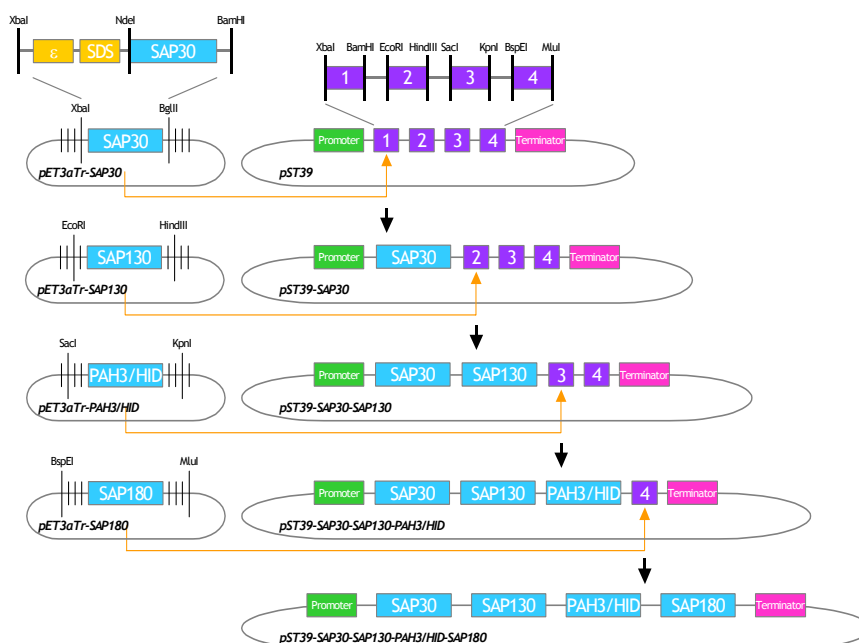 XbaI NdeI BamHI
ε SDS SAP30
XbaI BamHI EcoRI HindIII SacI KpnI BspEI MluI
1 2 3 4
XbaI BglII
SAP30
pET3aTr-SAP30
Promoter 1 2 3 4 Terminator
pST39
EcoRI HindIII
SAP130
pET3aTr-SAP130
Promoter SAP30 2 3 4 Terminator
pST39-SAP30
SacI KpnI
PAH3/HID
pET3aTr-PAH3/HID
Promoter SAP30 SAP130 3 4 Terminator
pST39-SAP30-SAP130
BspEI MluI
SAP180
pET3aTr-SAP180
Promoter SAP30 SAP130 PAH3/HID 4 Terminator
pST39-SAP30-SAP130-PAH3/HID
Promoter SAP30 SAP130 PAH3/HID SAP180 Terminator
pST39-SAP30-SAP130-PAH3/HID-SAP180